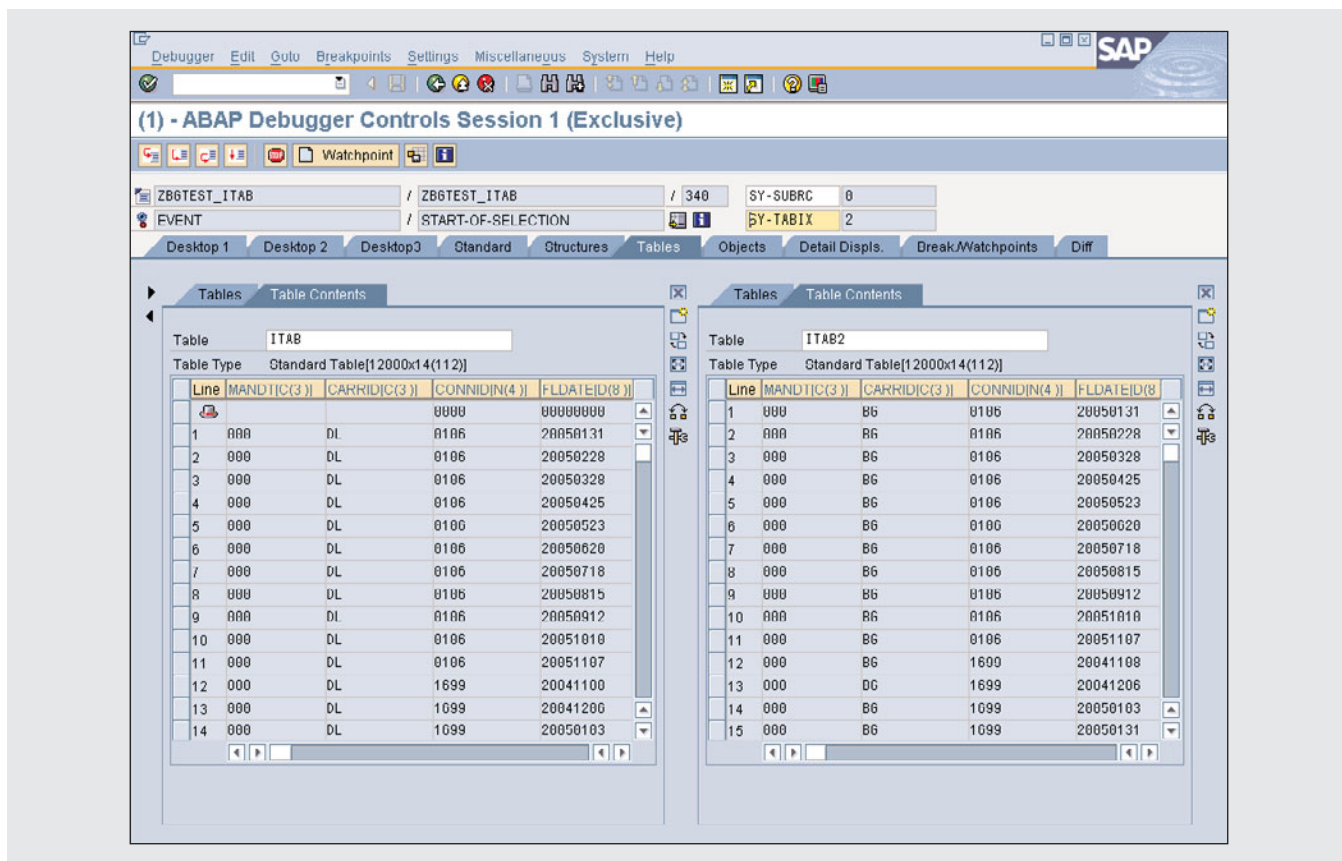 Debugger Edit Goto Breakpoints Settings Miscellaneous System Help
SAP
(1) - ABAP Debugger Controls Session 1 (Exclusive)
Watchpoint
ZBGTEST_ITAB / ZBGTEST_ITAB / 340 SY-SUBRC 0
EVENT / START-OF-SELECTION SY-TABIX 2
Desktop 1 Desktop 2 Desktop3 Standard Structures Tables Objects Detail Displs. Break./Watchpoints Diff
Tables Table Contents
Table ITAB
Table Type Standard Table[12000x14(112)]
Line MANDT[C(3)] CARRID[C(3)] CONNID[N(4)] FLDATE[D(8)]
0000 00000000
1 000 DL 0106 20050131
2 000 DL 0106 20050228
3 000 DL 0106 20050328
4 000 DL 0106 20050425
5 000 DL 0106 20050523
6 000 DL 0106 20050620
7 000 DL 0106 20050718
8 000 DL 0106 20050815
9 000 DL 0106 20050912
10 000 DL 0106 20051010
11 000 DL 0106 20051107
12 000 DL 1699 20041108
13 000 DL 1699 20041206
14 000 DL 1699 20050103
Tables Table Contents
Table ITAB2
Table Type Standard Table[12000x14(112)]
Line MANDT[C(3)] CARRID[C(3)] CONNID[N(4)] FLDATE[D(8
1 000 BG 0106 20050131
2 000 BG 0106 20050228
3 000 BG 0106 20050328
4 000 BG 0106 20050425
5 000 BG 0106 20050523
6 000 BG 0106 20050620
7 000 BG 0106 20050718
8 000 BG 0106 20050815
9 000 BG 0106 20050912
10 000 BG 0106 20051010
11 000 BG 0106 20051107
12 000 BG 1699 20041108
13 000 BG 1699 20041206
14 000 BG 1699 20050103
15 000 BG 1699 20050131